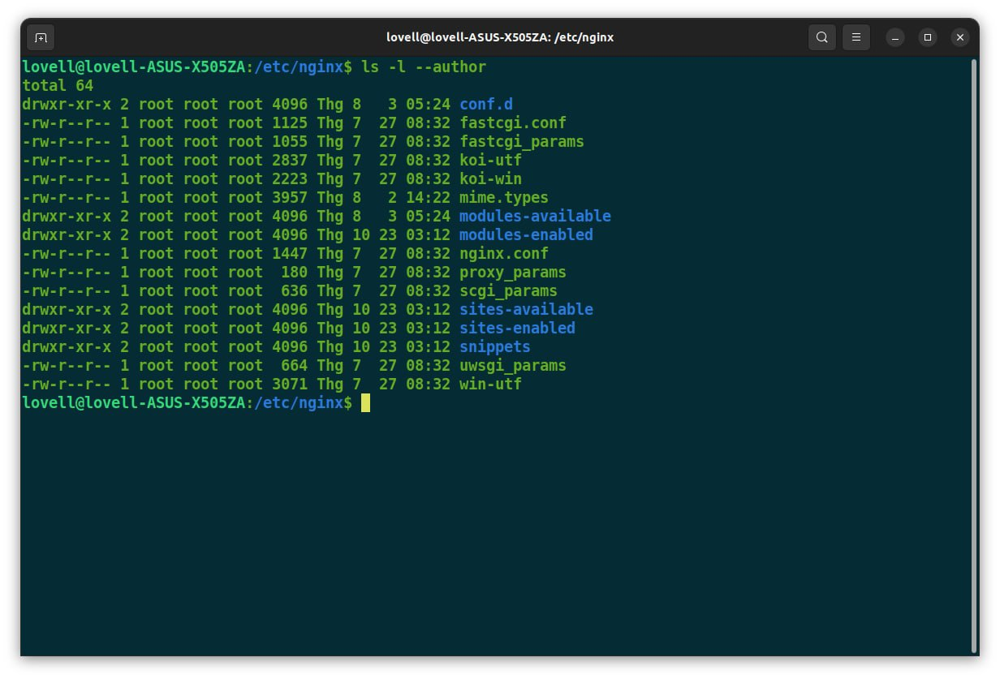 lovell@lovell-ASUS-X505ZA: /etc/nginx
lovell@lovell-ASUS-X505ZA:/etc/nginx$ ls -l --author
total 64
drwxr-xr-x 2 root root root 4096 Thg 8   3 05:24 conf.d
-rw-r--r-- 1 root root root 1125 Thg 7  27 08:32 fastcgi.conf
-rw-r--r-- 1 root root root 1055 Thg 7  27 08:32 fastcgi_params
-rw-r--r-- 1 root root root 2837 Thg 7  27 08:32 koi-utf
-rw-r--r-- 1 root root root 2223 Thg 7  27 08:32 koi-win
-rw-r--r-- 1 root root root 3957 Thg 8   2 14:22 mime.types
drwxr-xr-x 2 root root root 4096 Thg 8   3 05:24 modules-available
drwxr-xr-x 2 root root root 4096 Thg 10 23 03:12 modules-enabled
-rw-r--r-- 1 root root root 1447 Thg 7  27 08:32 nginx.conf
-rw-r--r-- 1 root root root  180 Thg 7  27 08:32 proxy_params
-rw-r--r-- 1 root root root  636 Thg 7  27 08:32 scgi_params
drwxr-xr-x 2 root root root 4096 Thg 10 23 03:12 sites-available
drwxr-xr-x 2 root root root 4096 Thg 10 23 03:12 sites-enabled
drwxr-xr-x 2 root root root 4096 Thg 10 23 03:12 snippets
-rw-r--r-- 1 root root root  664 Thg 7  27 08:32 uwsgi_params
-rw-r--r-- 1 root root root 3071 Thg 7  27 08:32 win-utf
lovell@lovell-ASUS-X505ZA:/etc/nginx$